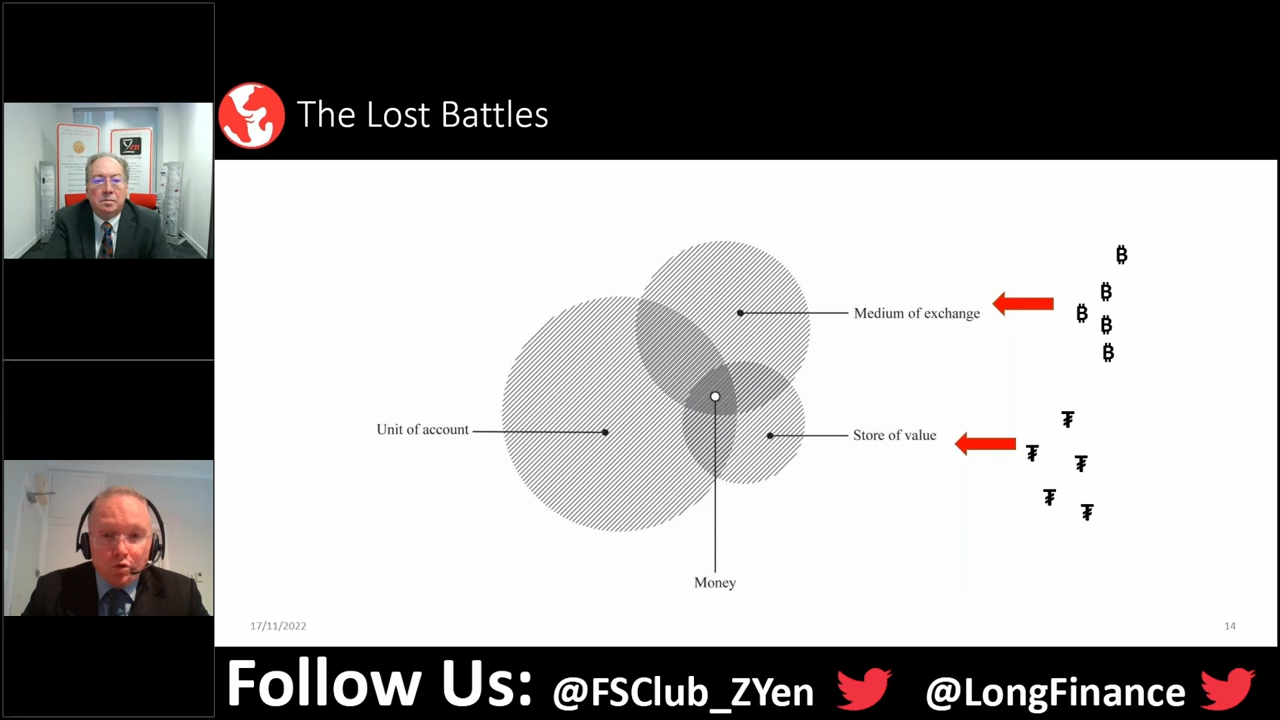 The Lost Battles
Medium of exchange
₿
₿
₿
₿
₿
Unit of account
Store of value
₮
₮
₮
₮
₮
Money
17/11/2022
14
Follow Us: @FSClub_ZYen @LongFinance